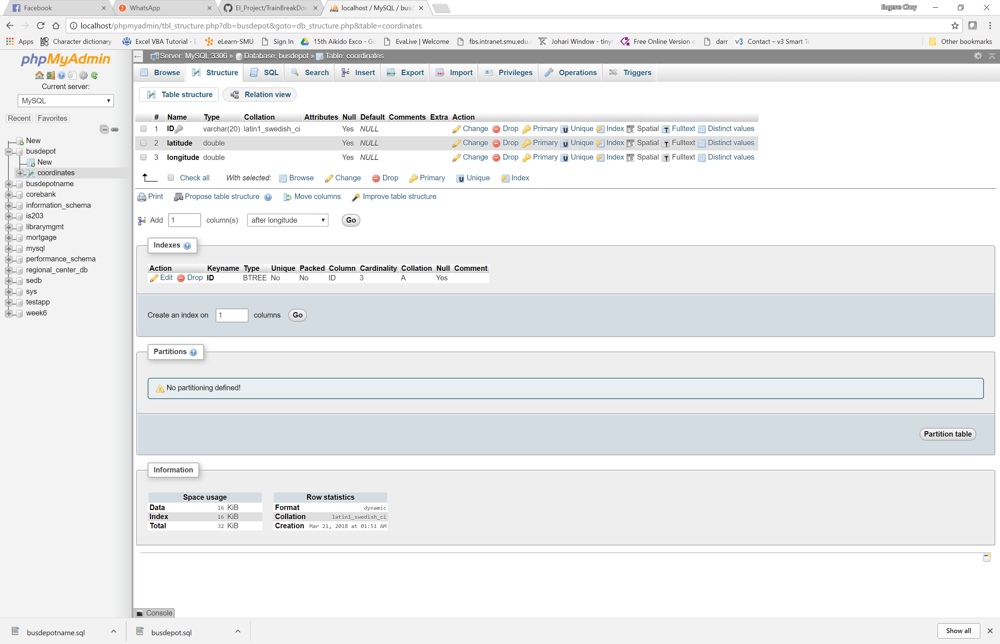 Facebook
WhatsApp
EI_Project/TrainBreakDow
localhost / MySQL / busd
Eugene Choy
localhost/phpmyadmin/tbl_structure.php?db=busdepot&goto=db_structure.php&table=coordinates
Apps
Character dictionary
Excel VBA Tutorial - E
eLearn-SMU
Sign In
15th Aikido Exco - Go
EvaLive | Welcome
fbs.intranet.smu.edu.s
Johari Window - tinyt
Free Online Version o
darr
v3 Contact – v3 Smart Te
Other bookmarks
phpMyAdmin
Current server:
MySQL
Recent Favorites
New
busdepot
New
coordinates
busdepotname
corebank
information_schema
is203
librarymgmt
mortgage
mysql
performance_schema
regional_center_db
sedb
sys
testapp
week6
Server: MySQL:3306 » Database: busdepot » Table: coordinates
Browse Structure SQL Search Insert Export Import Privileges Operations Triggers
Table structure Relation view
# Name Type Collation Attributes Null Default Comments Extra Action
1 ID varchar(20) latin1_swedish_ci Yes NULL Change Drop Primary Unique Index Spatial Fulltext Distinct values
2 latitude double Yes NULL Change Drop Primary Unique Index Spatial Fulltext Distinct values
3 longitude double Yes NULL Change Drop Primary Unique Index Spatial Fulltext Distinct values
Check all With selected: Browse Change Drop Primary Unique Index
Print Propose table structure Move columns Improve table structure
Add 1 column(s) after longitude Go
Indexes
Action Keyname Type Unique Packed Column Cardinality Collation Null Comment
Edit Drop ID BTREE No No ID 3 A Yes
Create an index on 1 columns Go
Partitions
No partitioning defined!
Partition table
Information
Space usage
Data 16 KiB
Index 16 KiB
Total 32 KiB
Row statistics
Format dynamic
Collation latin1_swedish_ci
Creation Mar 21, 2018 at 01:51 AM
Console
busdepotname.sql
busdepot.sql
Show all